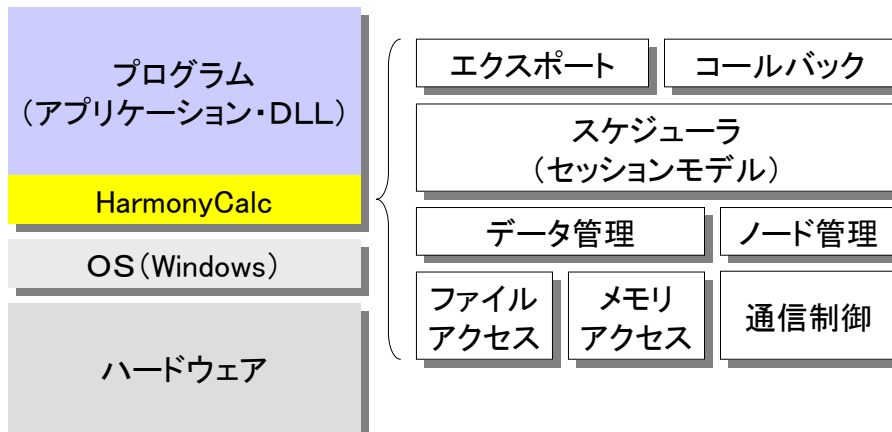 プログラム
（アプリケーション・ＤＬＬ）
HarmonyCalc
ＯＳ（Windows）
ハードウェア
エクスポート
コールバック
スケジューラ
（セッションモデル）
データ管理
ノード管理
ファイル
アクセス
メモリ
アクセス
通信制御